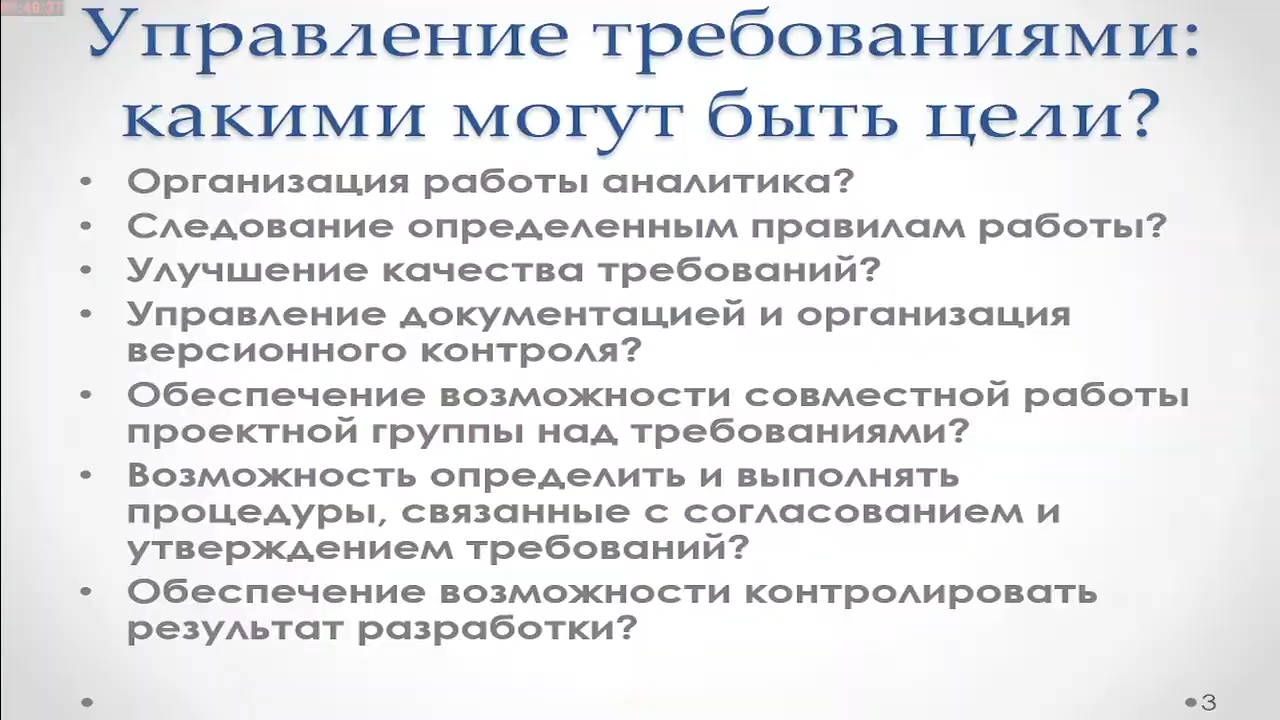 Управление требованиями:
какими могут быть цели?
• Организация работы аналитика?
• Следование определенным правилам работы?
• Улучшение качества требований?
• Управление документацией и организация
версионного контроля?
• Обеспечение возможности совместной работы
проектной группы над требованиями?
• Возможность определить и выполнять
процедуры, связанные с согласованием и
утверждением требований?
• Обеспечение возможности контролировать
результат разработки?
• 3